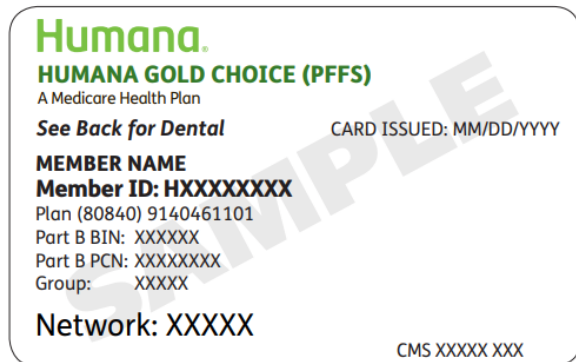 Humana®
HUMANA GOLD CHOICE (PFFS)
A Medicare Health Plan
See Back for Dental CARD ISSUED: MM/DD/YYYY
MEMBER NAME
Member ID: HXXXXXXXX
Plan (80840) 9140461101
Part B BIN: XXXXXX
Part B PCN: XXXXXXXX
Group: XXXXX
Network: XXXXX
CMS XXXXX XXX
SAMPLE